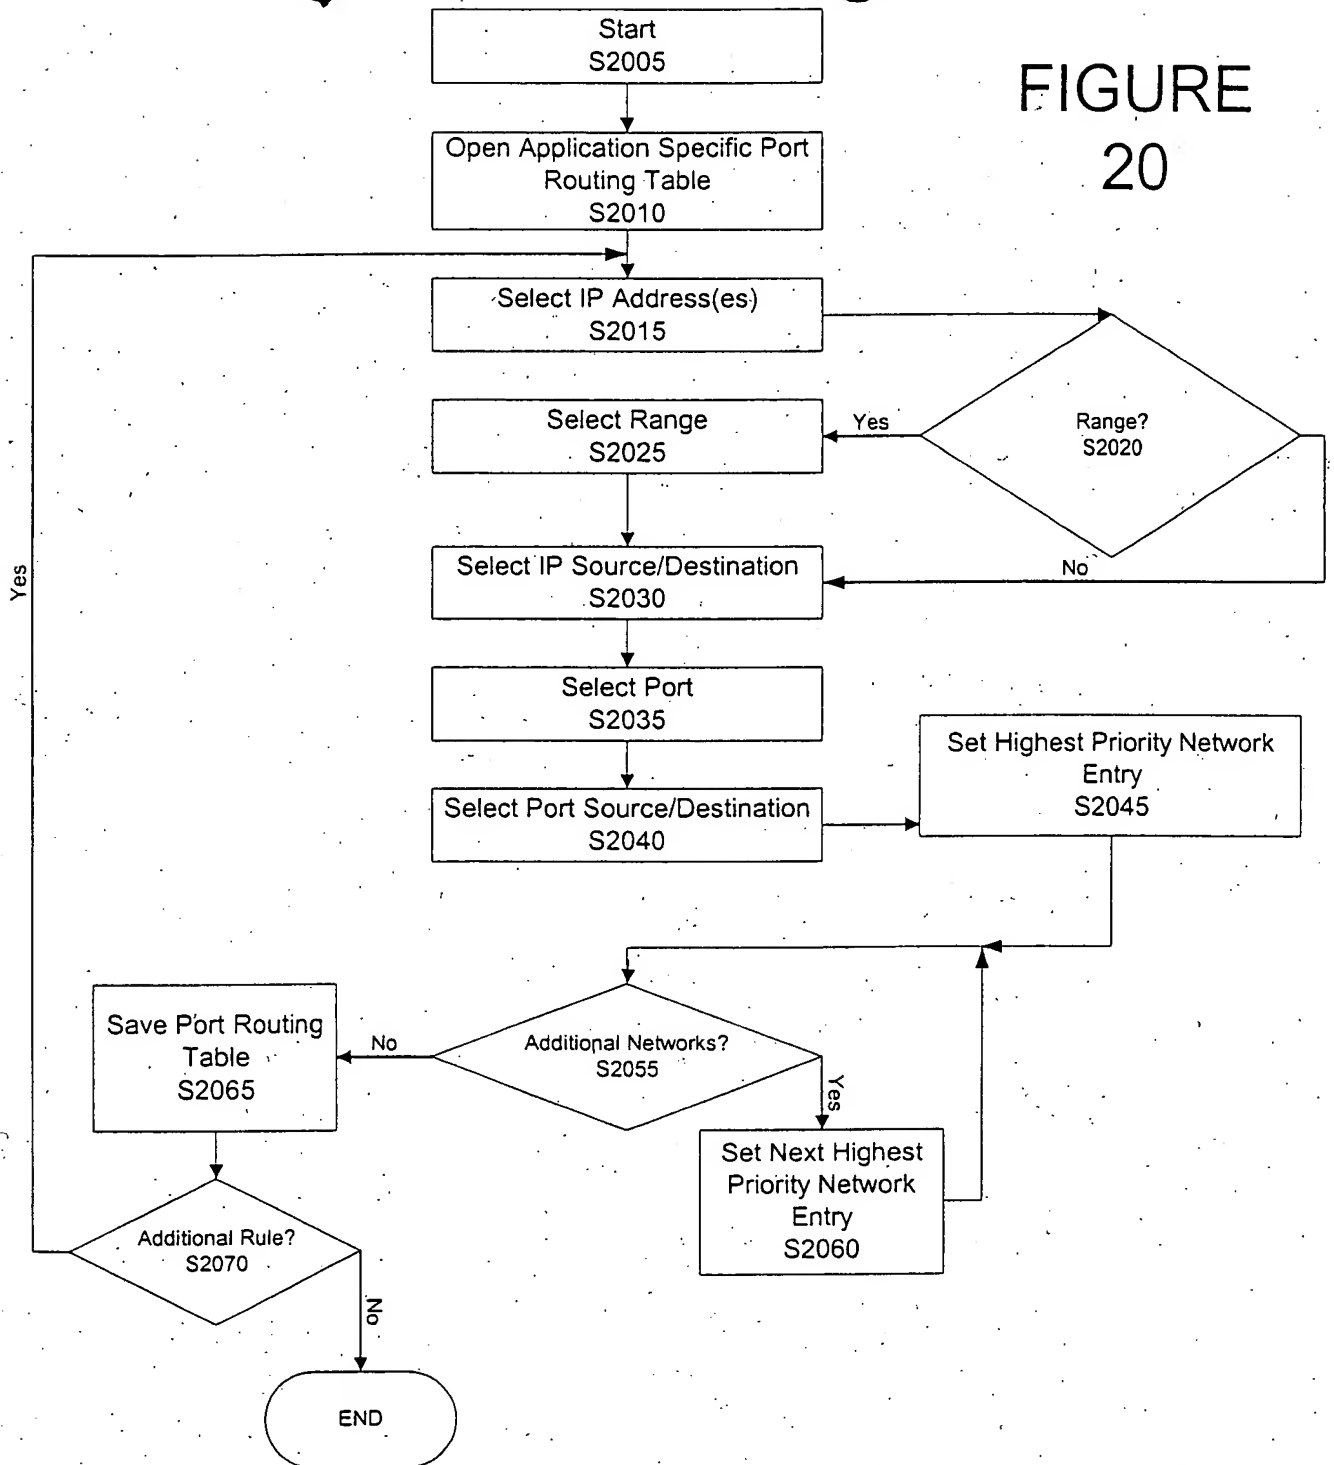 Start
S2005
FIGURE
20
Open Application Specific Port
Routing Table
S2010
Select IP Address(es)
S2015
Select Range
S2025
Yes
Range?
S2020
Select IP Source/Destination
S2030
No
Yes
Select Port
S2035
Set Highest Priority Network
Entry
S2045
Select Port Source/Destination
S2040
Save Port Routing
Table
S2065
No
Additional Networks?
S2055
Yes
Set Next Highest
Priority Network
Entry
S2060
Additional Rule?
S2070
No
END